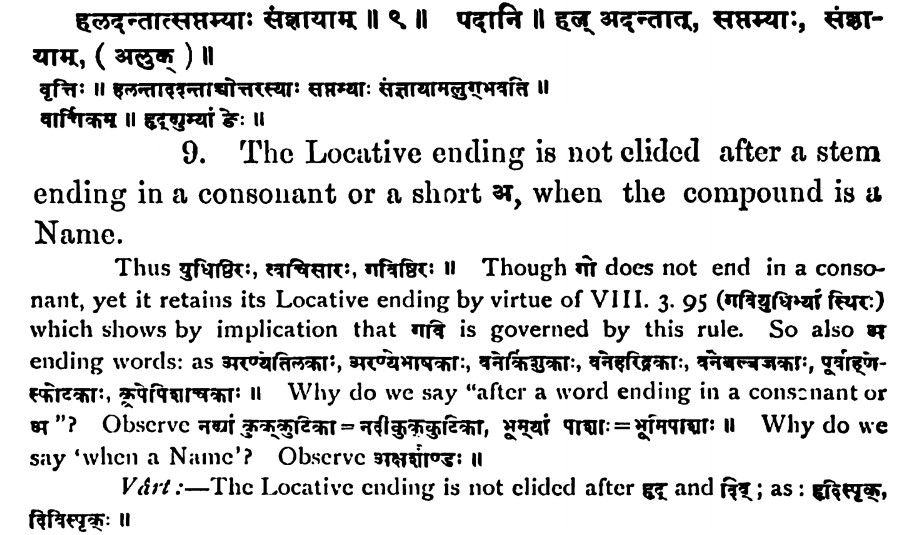 हलदन्तात्सप्तम्याः संज्ञायाम् ॥ ९ ॥ पदानि ॥ हल् अदन्तात्, सप्तम्याः, संज्ञा-
याम्, ( अलुक् ) ॥
वृत्तिः ॥ हलन्ताददन्ताच्चोत्तरस्याः सप्तम्याः संज्ञायामलुग्भवति ॥
वार्त्तिकम् ॥ हृद्द्युभ्यां ङेः ॥
9. The Locative ending is not elided after a stem
ending in a consonant or a short अ, when the compound is a
Name.
Thus युधिष्ठिरः, त्वचिसारः, गविष्ठिरः ॥ Though गो does not end in a conso-
nant, yet it retains its Locative ending by virtue of VIII. 3. 95 (गवियुधिभ्यां स्थिरः)
which shows by implication that गवि is governed by this rule. So also अ
ending words: as अरण्येतिलकाः, अरण्येभाषकाः, वनेकिंशुकाः, वनेहरिद्रकाः, वनेबल्बजकाः, पूर्वाह्णे-
स्फोटकाः, कूपेपिशाचकाः ॥ Why do we say "after a word ending in a consonant or
अ "? Observe नद्यां कुक्कुटिका = नदीकुक्कुटिका, भूम्यां पाशाः = भूमिपाशाः ॥ Why do we
say 'when a Name'? Observe अक्षशौण्डः ॥
Vârt :—The Locative ending is not elided after हृद् and दिव् ; as : हृदिस्पृक्,
दिविस्पृक्ः ॥